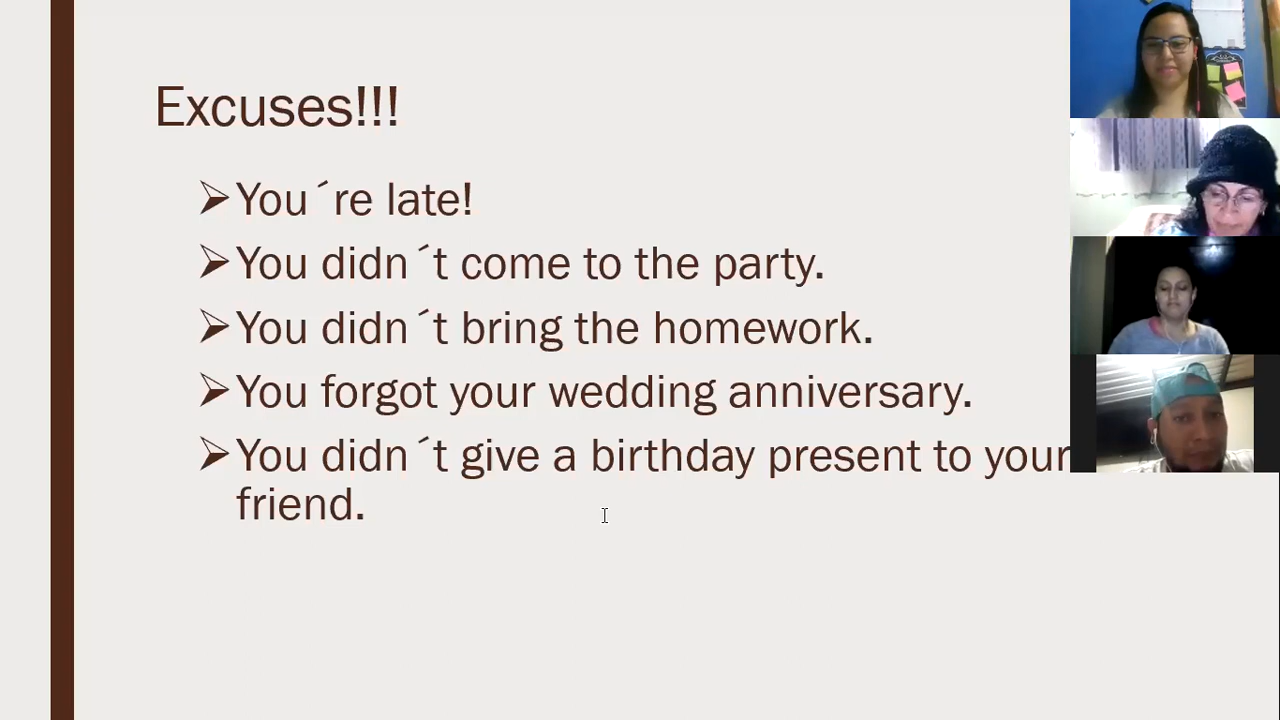 Excuses!!!
You´re late!
You didn´t come to the party.
You didn´t bring the homework.
You forgot your wedding anniversary.
You didn´t give a birthday present to your
friend.